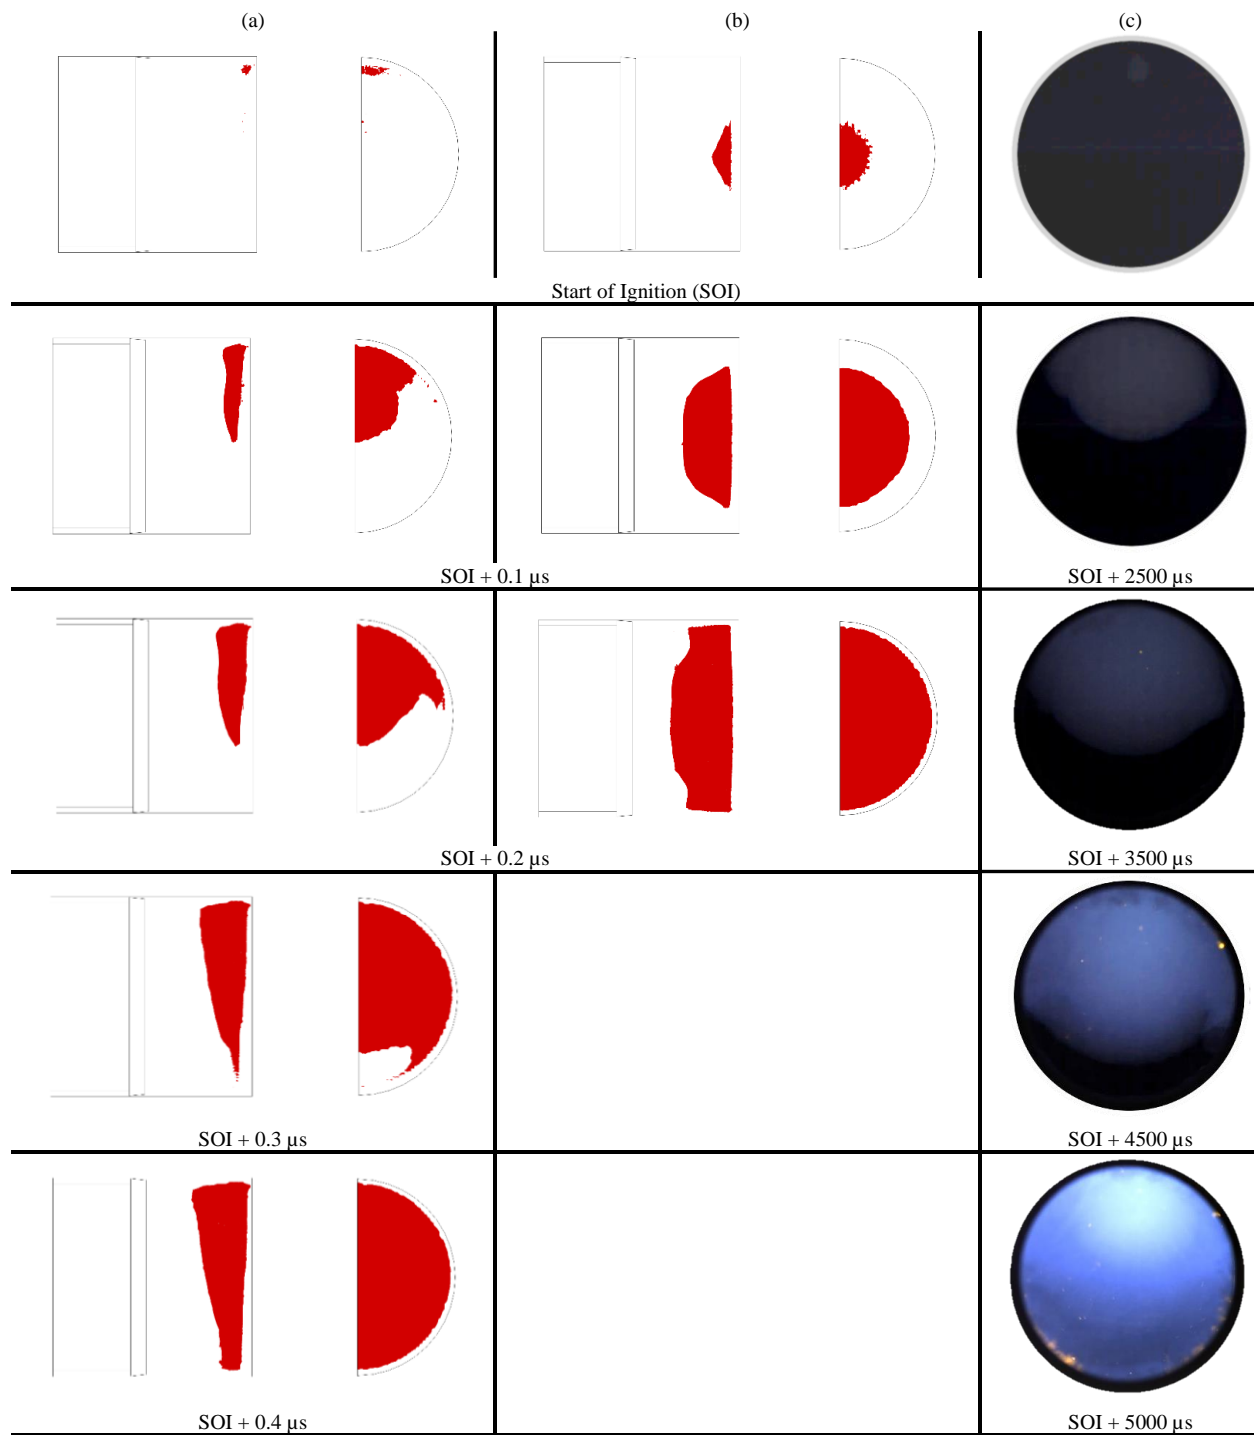 (a) (b) (c)
Start of Ignition (SOI)
SOI + 0.1 µs SOI + 2500 µs
SOI + 0.2 µs SOI + 3500 µs
SOI + 0.3 µs SOI + 4500 µs
SOI + 0.4 µs SOI + 5000 µs